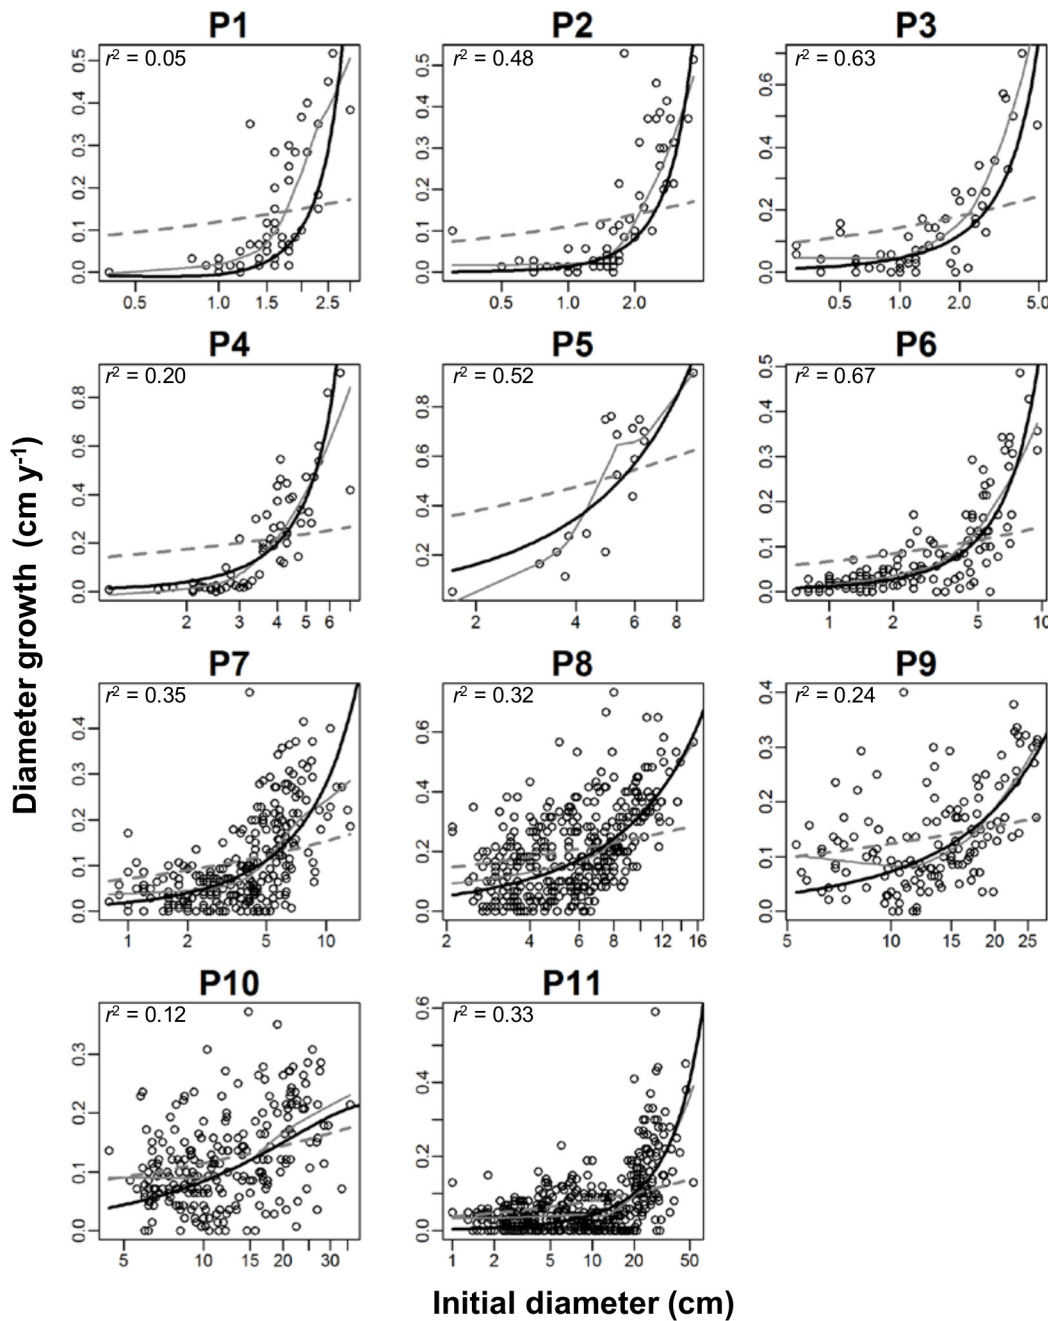 P1 P2 P3
r² = 0.05 r² = 0.48 r² = 0.63
0.5 0.4 0.3 0.2 0.1 0.0
0.5 0.4 0.3 0.2 0.1 0.0
0.6 0.4 0.2 0.0
0.5 1.0 1.5 2.5
0.5 1.0 2.0
0.5 1.0 2.0 5.0
P4 P5 P6
r² = 0.20 r² = 0.52 r² = 0.67
0.8 0.6 0.4 0.2 0.0
0.8 0.6 0.4 0.2
0.5 0.4 0.3 0.2 0.1 0.0
2 3 4 5 6
2 4 6 8
1 2 5 10
Diameter growth (cm y⁻¹)
P7 P8 P9
r² = 0.35 r² = 0.32 r² = 0.24
0.4 0.3 0.2 0.1 0.0
0.6 0.4 0.2 0.0
0.4 0.3 0.2 0.1 0.0
1 2 5 10
2 4 6 8 12 16
5 10 15 20 25
P10 P11
r² = 0.12 r² = 0.33
0.3 0.2 0.1 0.0
0.6 0.4 0.2 0.0
5 10 15 20 30
1 2 5 10 20 50
Initial diameter (cm)